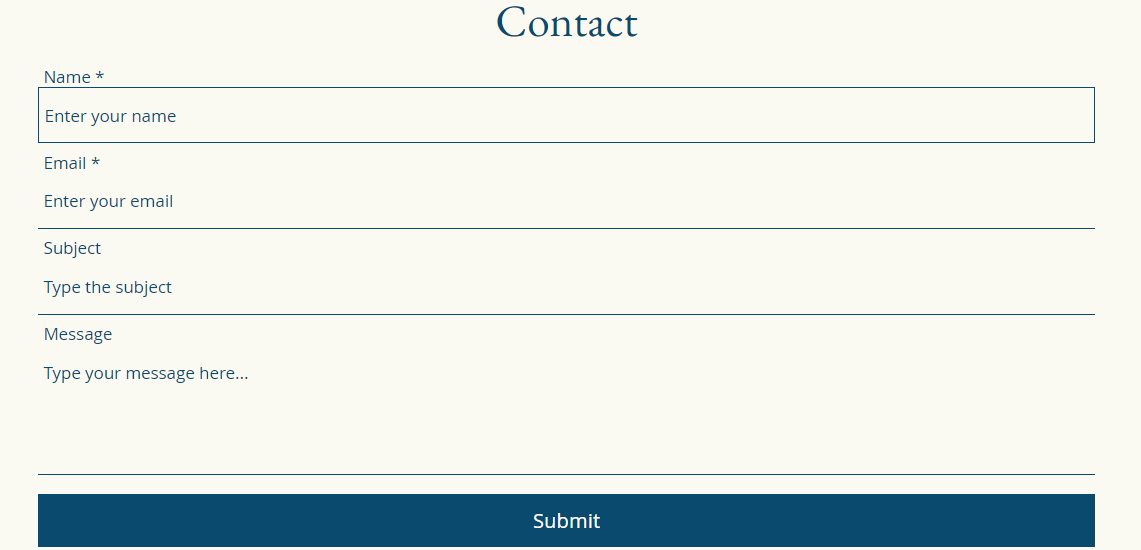 Contact
Name *
Enter your name
Email *
Enter your email
Subject
Type the subject
Message
Type your message here...
Submit